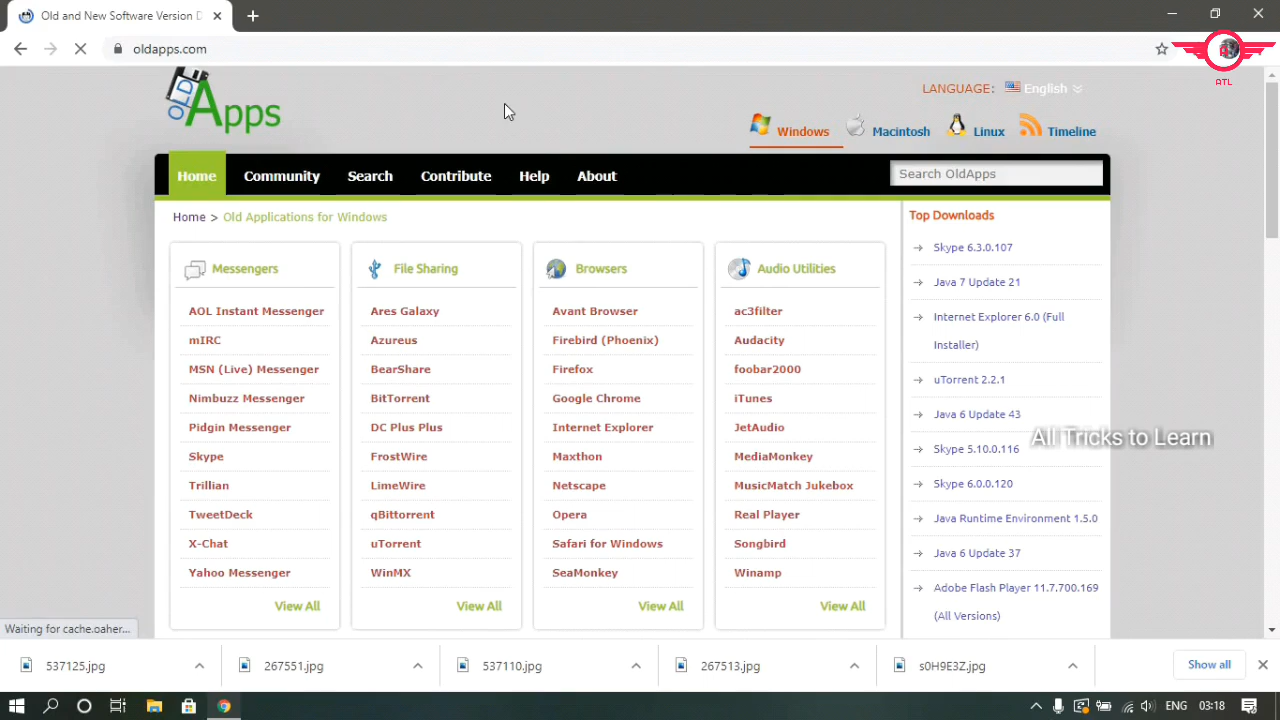 Old and New Software Version D
oldapps.com
ATL
OLD Apps
LANGUAGE: English
Windows Macintosh Linux Timeline
Home Community Search Contribute Help About
Search OldApps
Home > Old Applications for Windows
Messengers
AOL Instant Messenger
mIRC
MSN (Live) Messenger
Nimbuzz Messenger
Pidgin Messenger
Skype
Trillian
TweetDeck
X-Chat
Yahoo Messenger
View All
File Sharing
Ares Galaxy
Azureus
BearShare
BitTorrent
DC Plus Plus
FrostWire
LimeWire
qBittorrent
uTorrent
WinMX
View All
Browsers
Avant Browser
Firebird (Phoenix)
Firefox
Google Chrome
Internet Explorer
Maxthon
Netscape
Opera
Safari for Windows
SeaMonkey
View All
Audio Utilities
ac3filter
Audacity
foobar2000
iTunes
JetAudio
MediaMonkey
MusicMatch Jukebox
Real Player
Songbird
Winamp
View All
Top Downloads
Skype 6.3.0.107
Java 7 Update 21
Internet Explorer 6.0 (Full
Installer)
uTorrent 2.2.1
Java 6 Update 43
Skype 5.10.0.116
Skype 6.0.0.120
Java Runtime Environment 1.5.0
Java 6 Update 37
Adobe Flash Player 11.7.700.169
(All Versions)
All Tricks to Learn
Waiting for cache.oaher...
537125.jpg
267551.jpg
537110.jpg
267513.jpg
s0H9E3Z.jpg
Show all
ENG
03:18